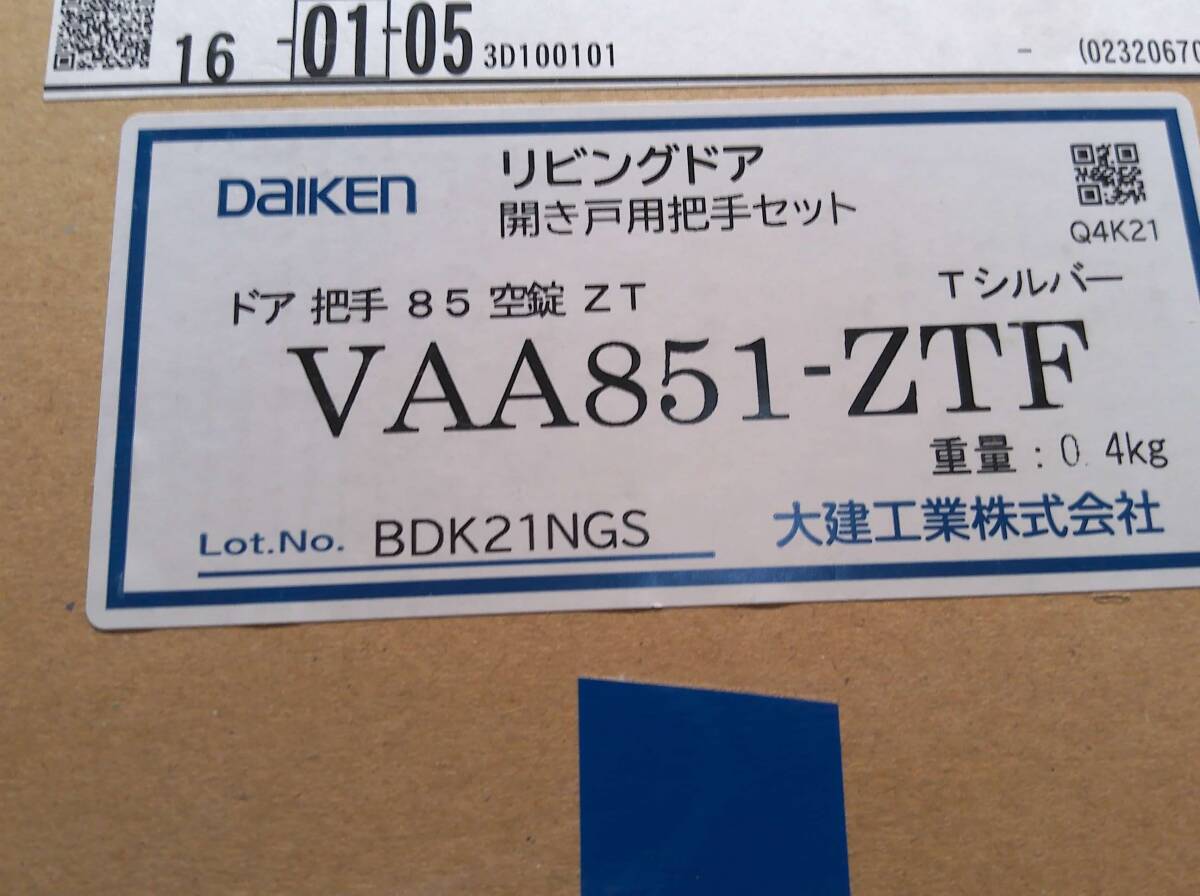 16 -01-05 3D100101 - (02320670
DAIKEN
リビングドア
開き戸用把手セット
Q4K21
ドア 把手 85 空錠 ZT
Tシルバー
VAA851-ZTF
重量:0.4kg
Lot.No. BDK21NGS
大建工業株式会社